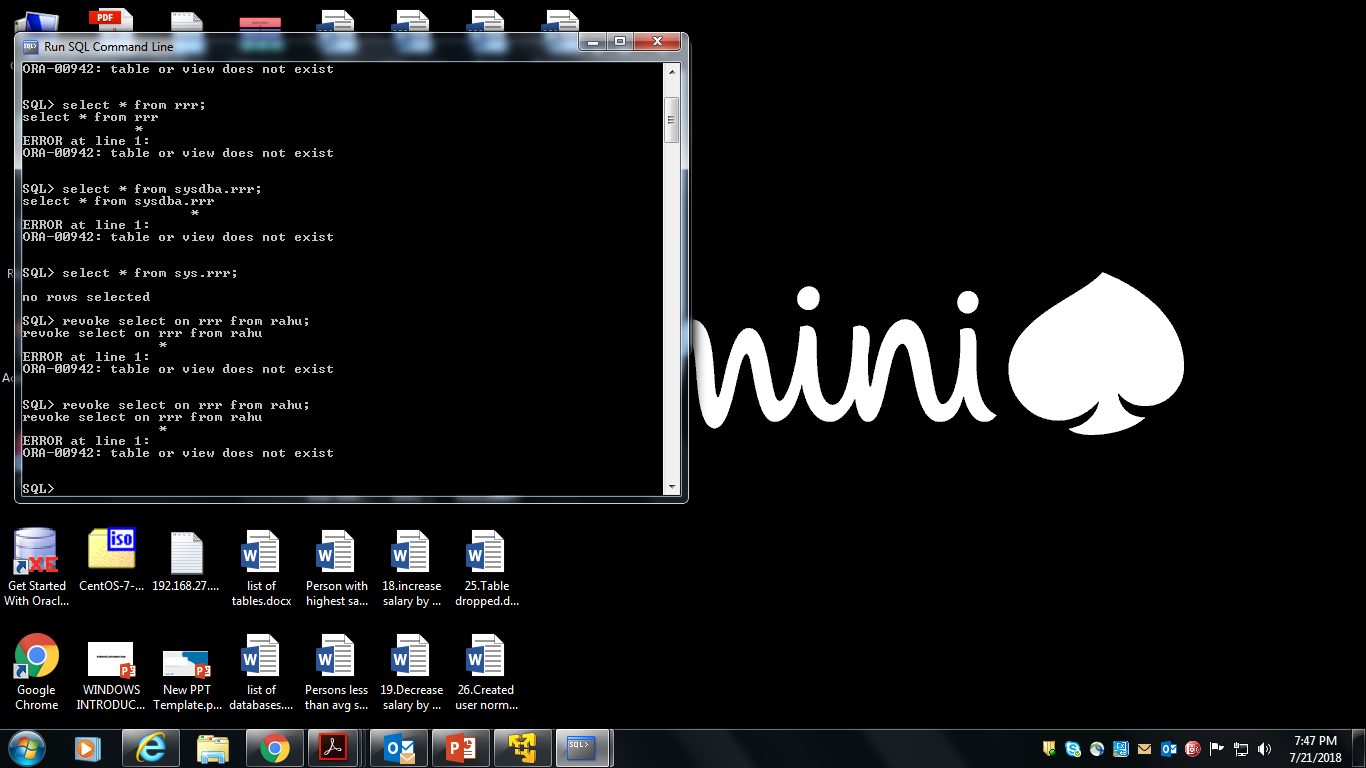 PDF
Run SQL Command Line
ORA-00942: table or view does not exist
SQL> select * from rrr;
select * from rrr
*
ERROR at line 1:
ORA-00942: table or view does not exist
SQL> select * from sysdba.rrr;
select * from sysdba.rrr
*
ERROR at line 1:
ORA-00942: table or view does not exist
SQL> select * from sys.rrr;
no rows selected
SQL> revoke select on rrr from rahu;
revoke select on rrr from rahu
*
ERROR at line 1:
ORA-00942: table or view does not exist
SQL> revoke select on rrr from rahu;
revoke select on rrr from rahu
*
ERROR at line 1:
ORA-00942: table or view does not exist
SQL>
XE
iso
Get Started
With Oracl...
CentOS-7-...
192.168.27....
list of
tables.docx
Person with
highest sa...
18.increase
salary by ...
25.Table
dropped.d...
Google
Chrome
WINDOWS
INTRODUC...
New PPT
Template.p...
list of
databases....
Persons less
than avg s...
19.Decrease
salary by ...
26.Created
user norm...
7:47 PM
7/21/2018